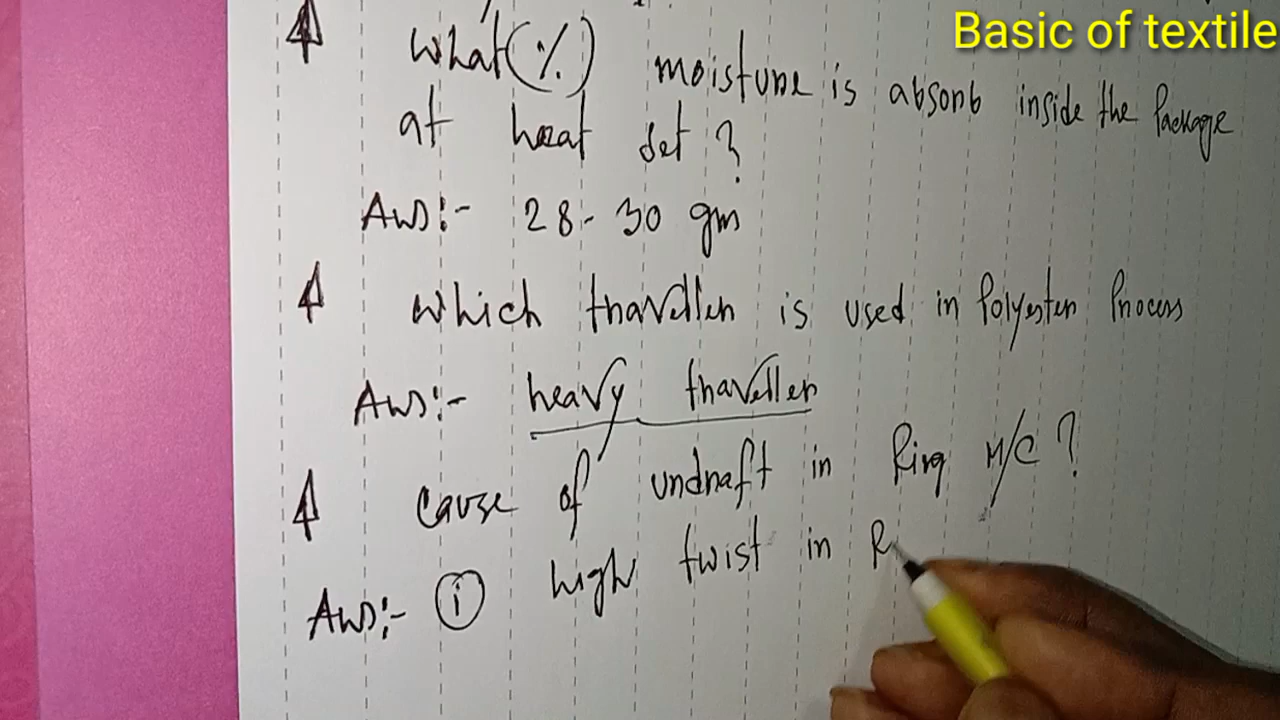 Basic of textile
What(%) moisture is absorb inside the Package
at heat set ?
Ans:- 28-30 gm
Which traveller is used in Polyester Process
Ans:- heavy traveller
Cause of undraft in Ring M/C ?
Ans:- (i) high twist in R